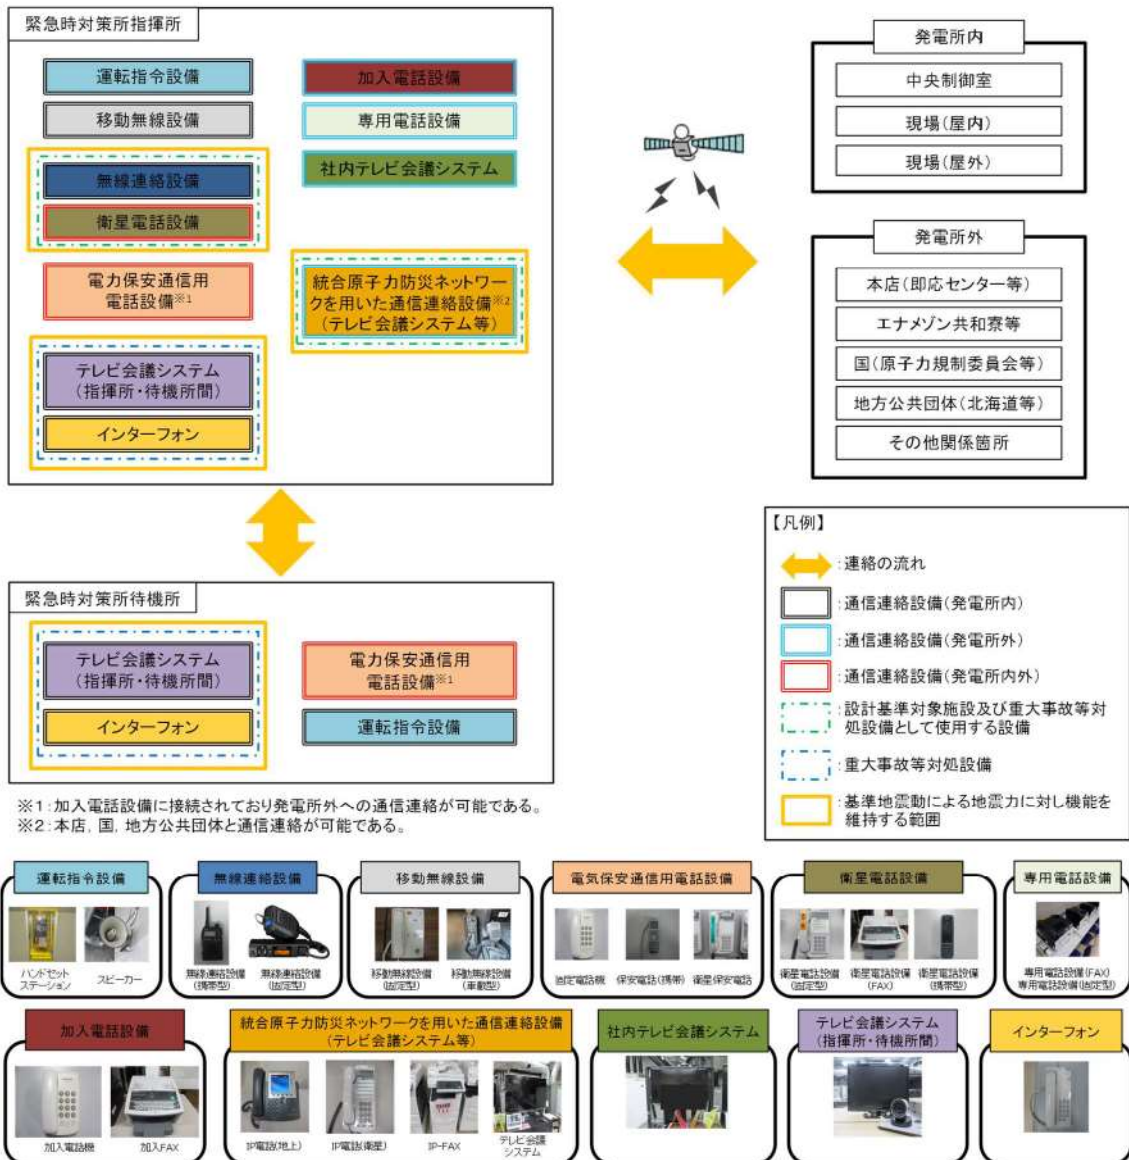 緊急時対策所指揮所
運転指令設備
移動無線設備
無線連絡設備
衛星電話設備
電力保安通信用
電話設備※1
テレビ会議システム
(指揮所・待機所間)
インターフォン
加入電話設備
専用電話設備
社内テレビ会議システム
統合原子力防災ネットワー
クを用いた通信連絡設備※2
(テレビ会議システム等)
発電所内
中央制御室
現場(屋内)
現場(屋外)
発電所外
本店(即応センター等)
エナメゾン共和寮等
国(原子力規制委員会等)
地方公共団体(北海道等)
その他関係箇所
緊急時対策所待機所
テレビ会議システム
(指揮所・待機所間)
インターフォン
電力保安通信用
電話設備※1
運転指令設備
【凡例】
:連絡の流れ
:通信連絡設備(発電所内)
:通信連絡設備(発電所外)
:通信連絡設備(発電所内外)
:設計基準対象施設及び重大事故等対
処設備として使用する設備
:重大事故等対処設備
:基準地震動による地震力に対し機能を
維持する範囲
※1:加入電話設備に接続されており発電所外への通信連絡が可能である。
※2:本店,国,地方公共団体と通信連絡が可能である。
運転指令設備
ハンドセット
ステーション
スピーカー
無線連絡設備
無線連絡設備
(携帯型)
無線連絡設備
(固定型)
移動無線設備
移動無線設備
(固定型)
移動無線設備
(車載型)
電気保安通信用電話設備
固定電話機
保安電話(携帯)
衛星保安電話
衛星電話設備
衛星電話設備
(固定型)
衛星電話設備
(FAX)
衛星電話設備
(携帯型)
専用電話設備
専用電話設備(FAX)
専用電話設備(固定型)
加入電話設備
加入電話機
加入FAX
統合原子力防災ネットワークを用いた通信連絡設備
(テレビ会議システム等)
IP電話(地上)
IP電話(衛星)
IP-FAX
テレビ会議
システム
社内テレビ会議システム
テレビ会議システム
(指揮所・待機所間)
インターフォン